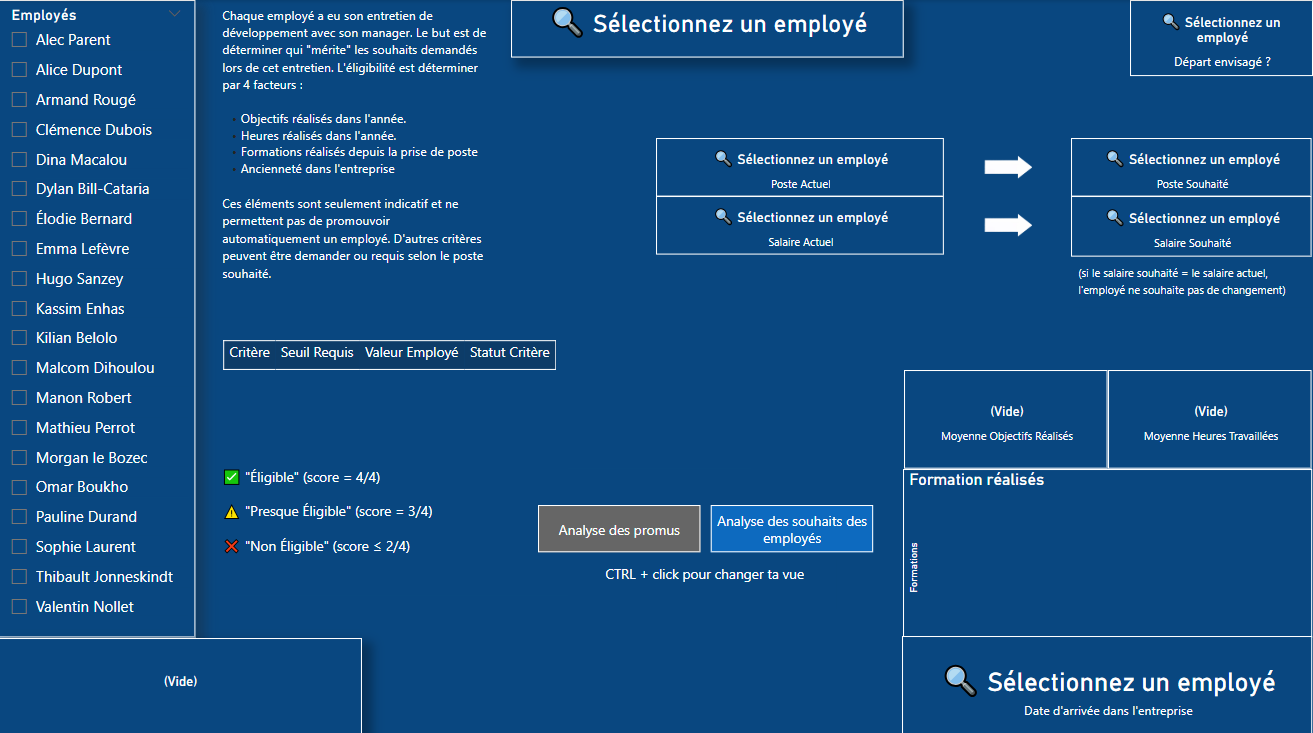 Employés
Alec Parent
Alice Dupont
Armand Rougé
Clémence Dubois
Dina Macalou
Dylan Bill-Cataria
Élodie Bernard
Emma Lefèvre
Hugo Sanzey
Kassim Enhas
Kilian Belolo
Malcom Dihoulou
Manon Robert
Mathieu Perrot
Morgan le Bozec
Omar Boukho
Pauline Durand
Sophie Laurent
Thibault Jonneskindt
Valentin Nollet
(Vide)
Chaque employé a eu son entretien de
développement avec son manager. Le but est de
déterminer qui "mérite" les souhaits demandés
lors de cet entretien. L'éligibilité est déterminer
par 4 facteurs :
• Objectifs réalisés dans l'année.
• Heures réalisés dans l'année.
• Formations réalisés depuis la prise de poste
• Ancienneté dans l'entreprise
Ces éléments sont seulement indicatif et ne
permettent pas de promouvoir
automatiquement un employé. D'autres critères
peuvent être demander ou requis selon le poste
souhaité.
Critère Seuil Requis Valeur Employé Statut Critère
"Éligible" (score = 4/4)
"Presque Éligible" (score = 3/4)
"Non Éligible" (score ≤ 2/4)
Sélectionnez un employé
Sélectionnez un
employé
Départ envisagé ?
Sélectionnez un employé
Poste Actuel
Sélectionnez un employé
Salaire Actuel
Sélectionnez un employé
Poste Souhaité
Sélectionnez un employé
Salaire Souhaité
(si le salaire souhaité = le salaire actuel,
l'employé ne souhaite pas de changement)
Analyse des promus
Analyse des souhaits des
employés
CTRL + click pour changer ta vue
(Vide)
Moyenne Objectifs Réalisés
(Vide)
Moyenne Heures Travaillées
Formation réalisés
Formations
Sélectionnez un employé
Date d'arrivée dans l'entreprise